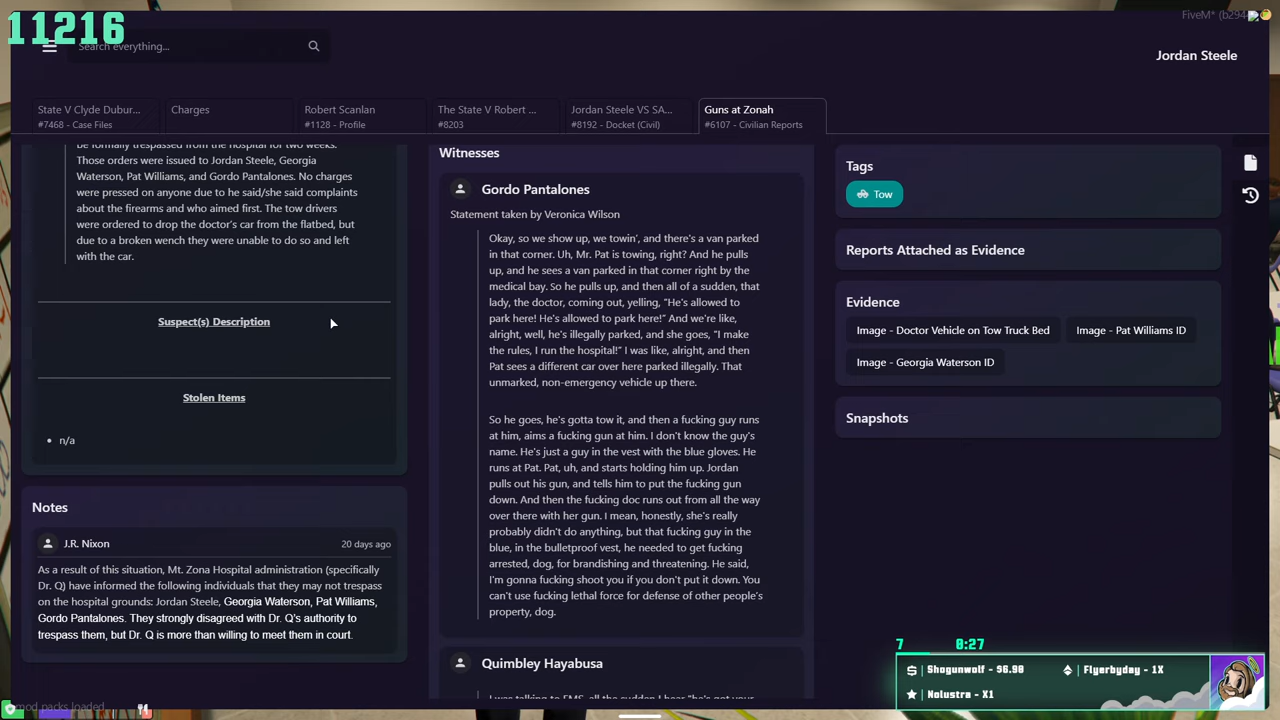 11216
FiveM* (b294
Search everything...
Jordan Steele
State V Clyde Dubur...
#7468 - Case Files
Charges
Robert Scanlan
#1128 - Profile
The State V Robert ...
#8203
Jordan Steele VS SA...
#8192 - Docket (Civil)
Guns at Zonah
#6107 - Civilian Reports
be formally trespassed from the hospital for two weeks.
Those orders were issued to Jordan Steele, Georgia
Waterson, Pat Williams, and Gordo Pantalones. No charges
were pressed on anyone due to he said/she said complaints
about the firearms and who aimed first. The tow drivers
were ordered to drop the doctor's car from the flatbed, but
due to a broken wench they were unable to do so and left
with the car.
Suspect(s) Description
Stolen Items
n/a
Notes
J.R. Nixon
20 days ago
As a result of this situation, Mt. Zona Hospital administration (specifically
Dr. Q) have informed the following individuals that they may not trespass
on the hospital grounds: Jordan Steele, Georgia Waterson, Pat Williams,
Gordo Pantalones. They strongly disagreed with Dr. Q's authority to
trespass them, but Dr. Q is more than willing to meet them in court.
Witnesses
Gordo Pantalones
Statement taken by Veronica Wilson
Okay, so we show up, we towin', and there's a van parked
in that corner. Uh, Mr. Pat is towing, right? And he pulls
up, and he sees a van parked in that corner right by the
medical bay. So he pulls up, and then all of a sudden, that
lady, the doctor, coming out, yelling, "He's allowed to
park here! He's allowed to park here!" And we're like,
alright, well, he's illegally parked, and she goes, "I make
the rules, I run the hospital!" I was like, alright, and then
Pat sees a different car over here parked illegally. That
unmarked, non-emergency vehicle up there.
So he goes, he's gotta tow it, and then a fucking guy runs
at him, aims a fucking gun at him. I don't know the guy's
name. He's just a guy in the vest with the blue gloves. He
runs at Pat. Pat, uh, and starts holding him up. Jordan
pulls out his gun, and tells him to put the fucking gun
down. And then the fucking doc runs out from all the way
over there with her gun. I mean, honestly, she's really
probably didn't do anything, but that fucking guy in the
blue, in the bulletproof vest, he needed to get fucking
arrested, dog, for brandishing and threatening. He said,
I'm gonna fucking shoot you if you don't put it down. You
can't use fucking lethal force for defense of other people's
property, dog.
Quimbley Hayabusa
I was talking to EMS, all the sudden I hear "he's got your
Tags
Tow
Reports Attached as Evidence
Evidence
Image - Doctor Vehicle on Tow Truck Bed
Image - Pat Williams ID
Image - Georgia Waterson ID
Snapshots
7
0:27
Shogunwolf - $6.90
Flyerbyday - 1X
Nolustra - X1
mod packs loaded